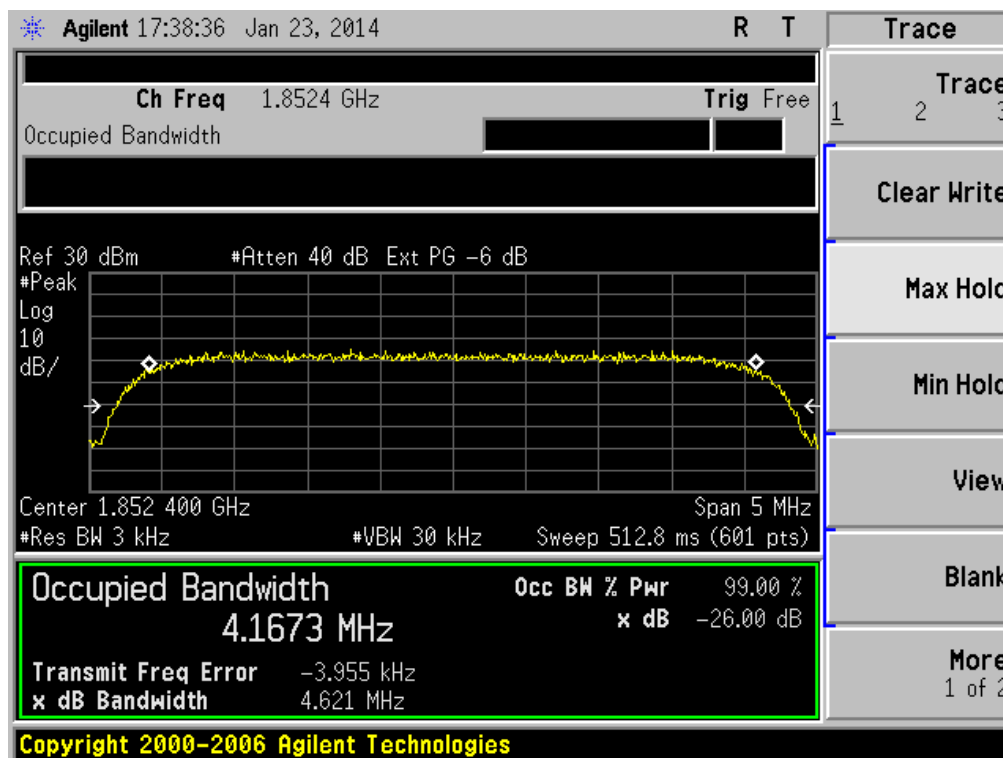 Agilent 17:38:36 Jan 23, 2014 R T
Ch Freq 1.8524 GHz Trig Free
Occupied Bandwidth
Ref 30 dBm #Atten 40 dB Ext PG -6 dB
#Peak
Log
10
dB/
Center 1.852 400 GHz Span 5 MHz
#Res BW 3 kHz #VBW 30 kHz Sweep 512.8 ms (601 pts)
Occupied Bandwidth
4.1673 MHz
Occ BW % Pwr 99.00 %
x dB -26.00 dB
Transmit Freq Error -3.955 kHz
x dB Bandwidth 4.621 MHz
Copyright 2000-2006 Agilent Technologies
Trace
Trace
1 2 3
Clear Write
Max Hold
Min Hold
View
Blank
More
1 of 2